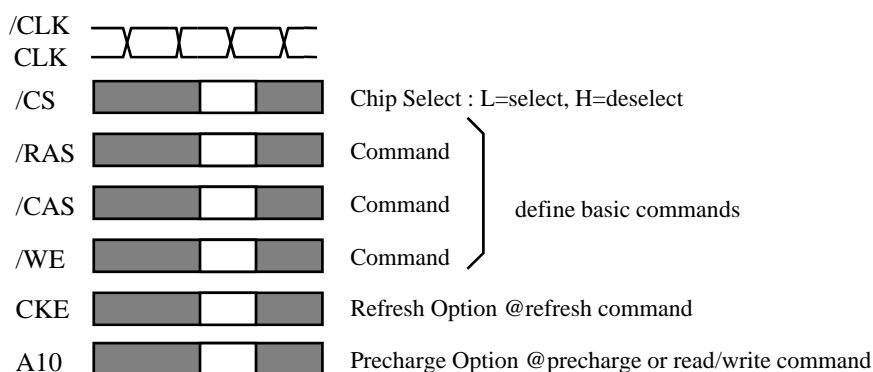 /CLK
CLK
/CS Chip Select : L=select, H=deselect
/RAS Command
/CAS Command
define basic commands
/WE Command
CKE Refresh Option @refresh command
A10 Precharge Option @precharge or read/write command